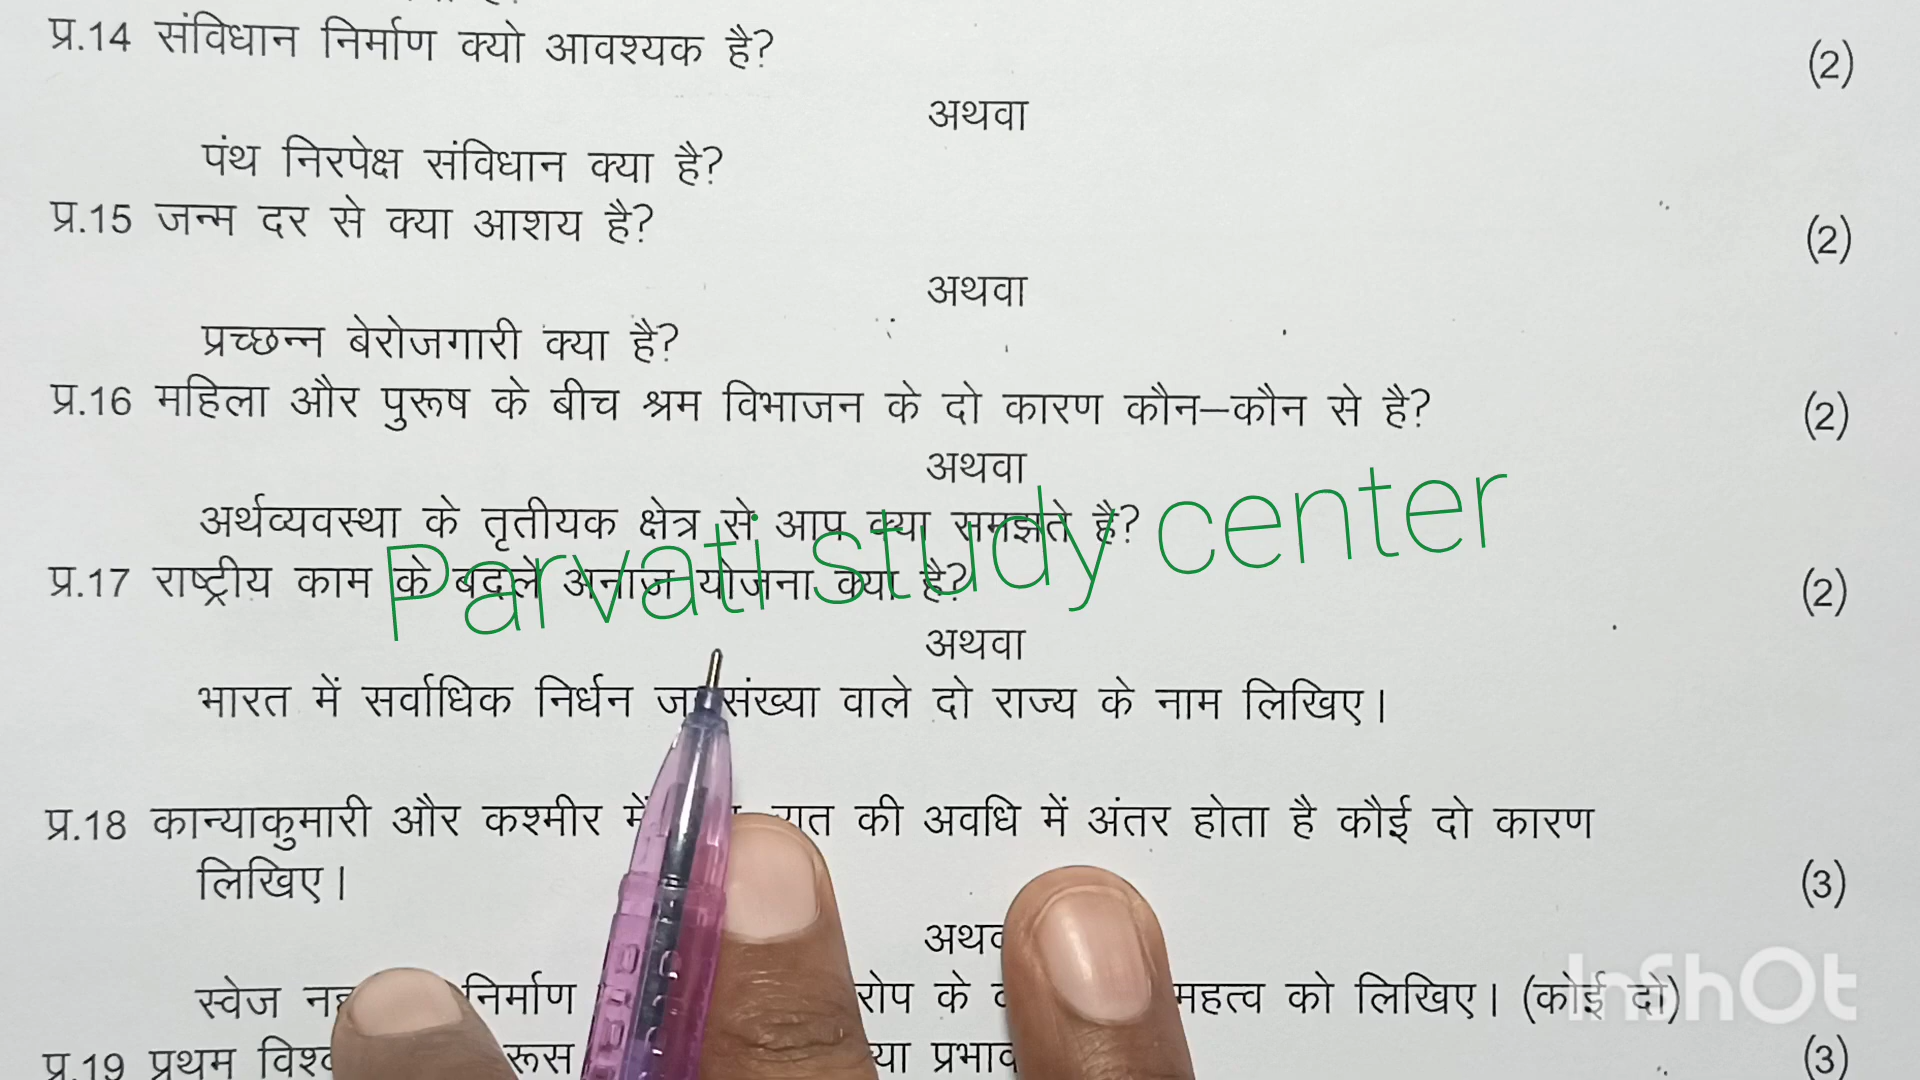 प्र.14 संविधान निर्माण क्यो आवश्यक है? (2)
अथवा
पंथ निरपेक्ष संविधान क्या है?
प्र.15 जन्म दर से क्या आशय है? (2)
अथवा
प्रच्छन्न बेरोजगारी क्या है?
प्र.16 महिला और पुरूष के बीच श्रम विभाजन के दो कारण कौन–कौन से है? (2)
अथवा
अर्थव्यवस्था के तृतीयक क्षेत्र से आप क्या समझते है?
Parvati study center
प्र.17 राष्ट्रीय काम के बदले अनाज योजना क्या है? (2)
अथवा
भारत में सर्वाधिक निर्धन वाले दो राज्य के नाम लिखिए।
प्र.18 कान्याकुमारी और कश्मीर में की अवधि में अंतर होता है कौई दो कारण
लिखिए। (3)
स्वेज निर्माण के महत्व को लिखिए। (कोई दो)
InShOt
प्र.19 प्रथम रूस (3)